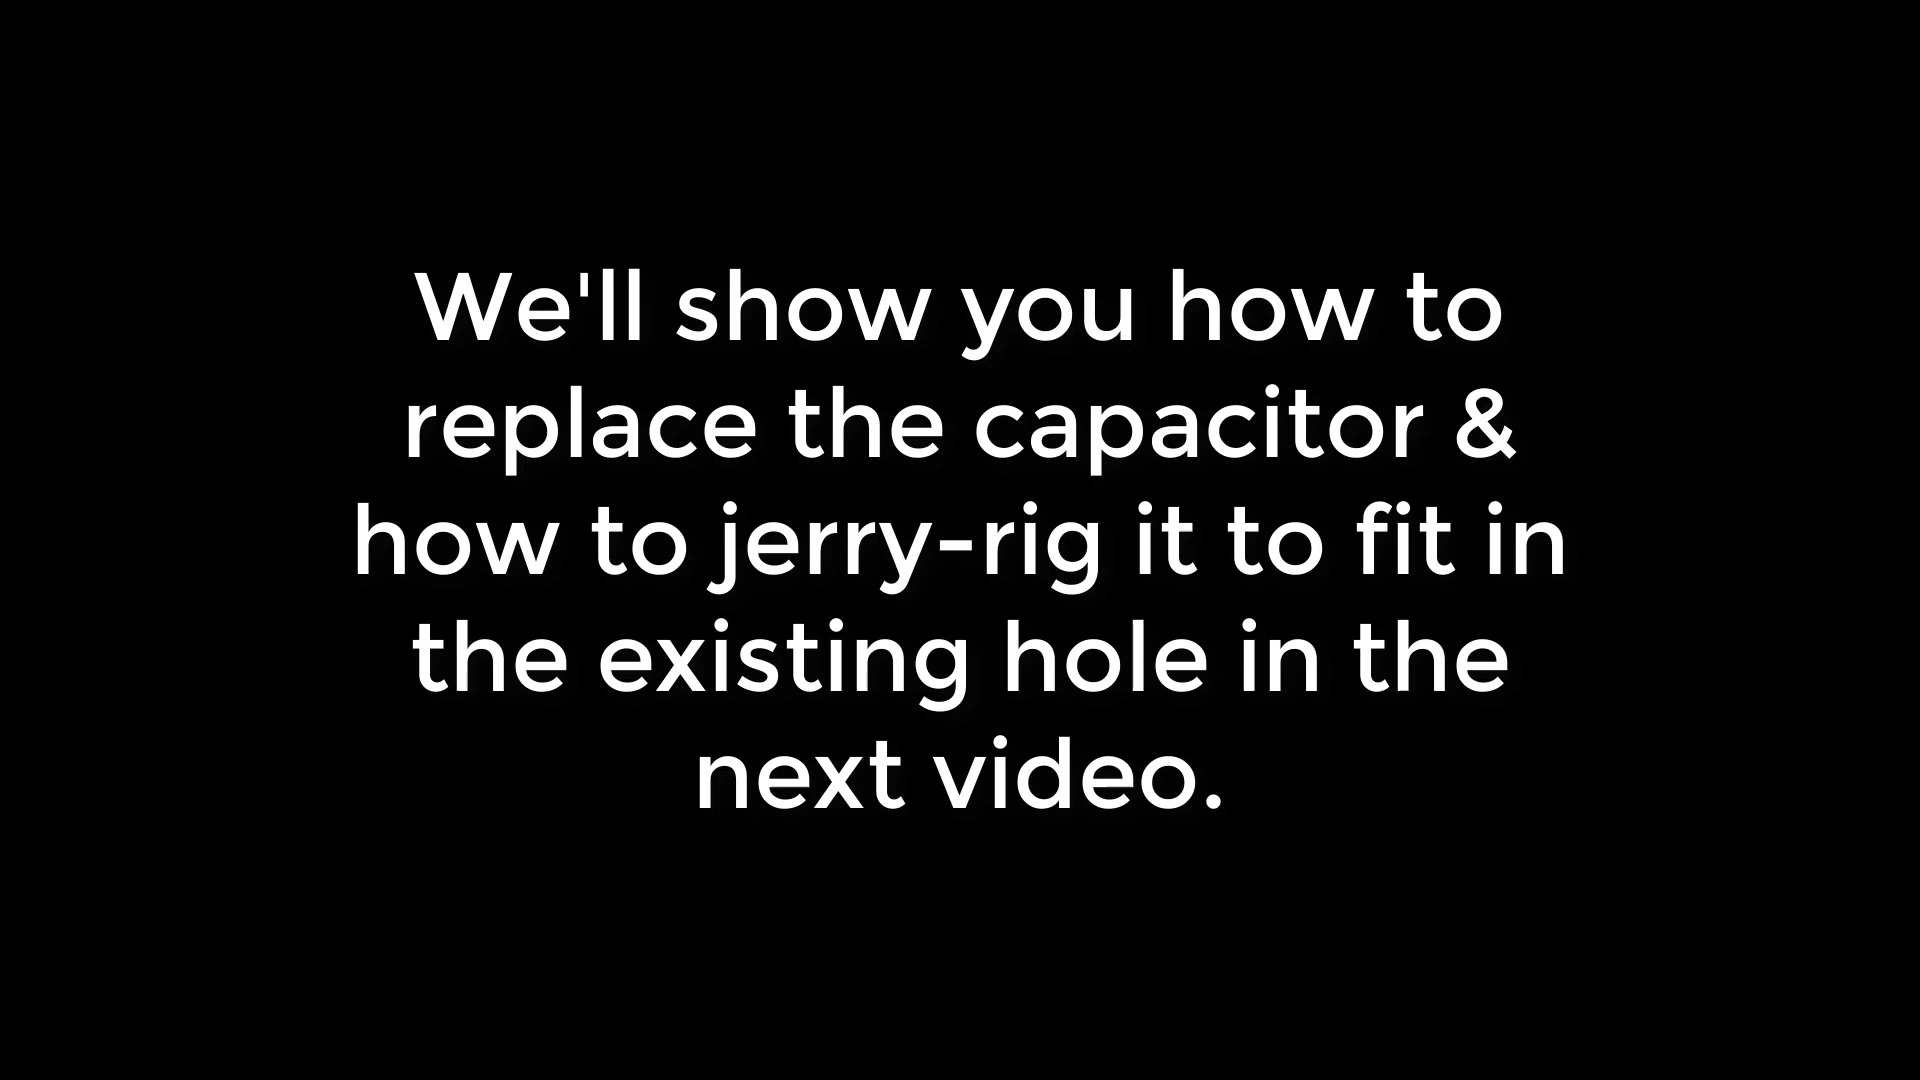 We'll show you how to
replace the capacitor &
how to jerry-rig it to fit in
the existing hole in the
next video.